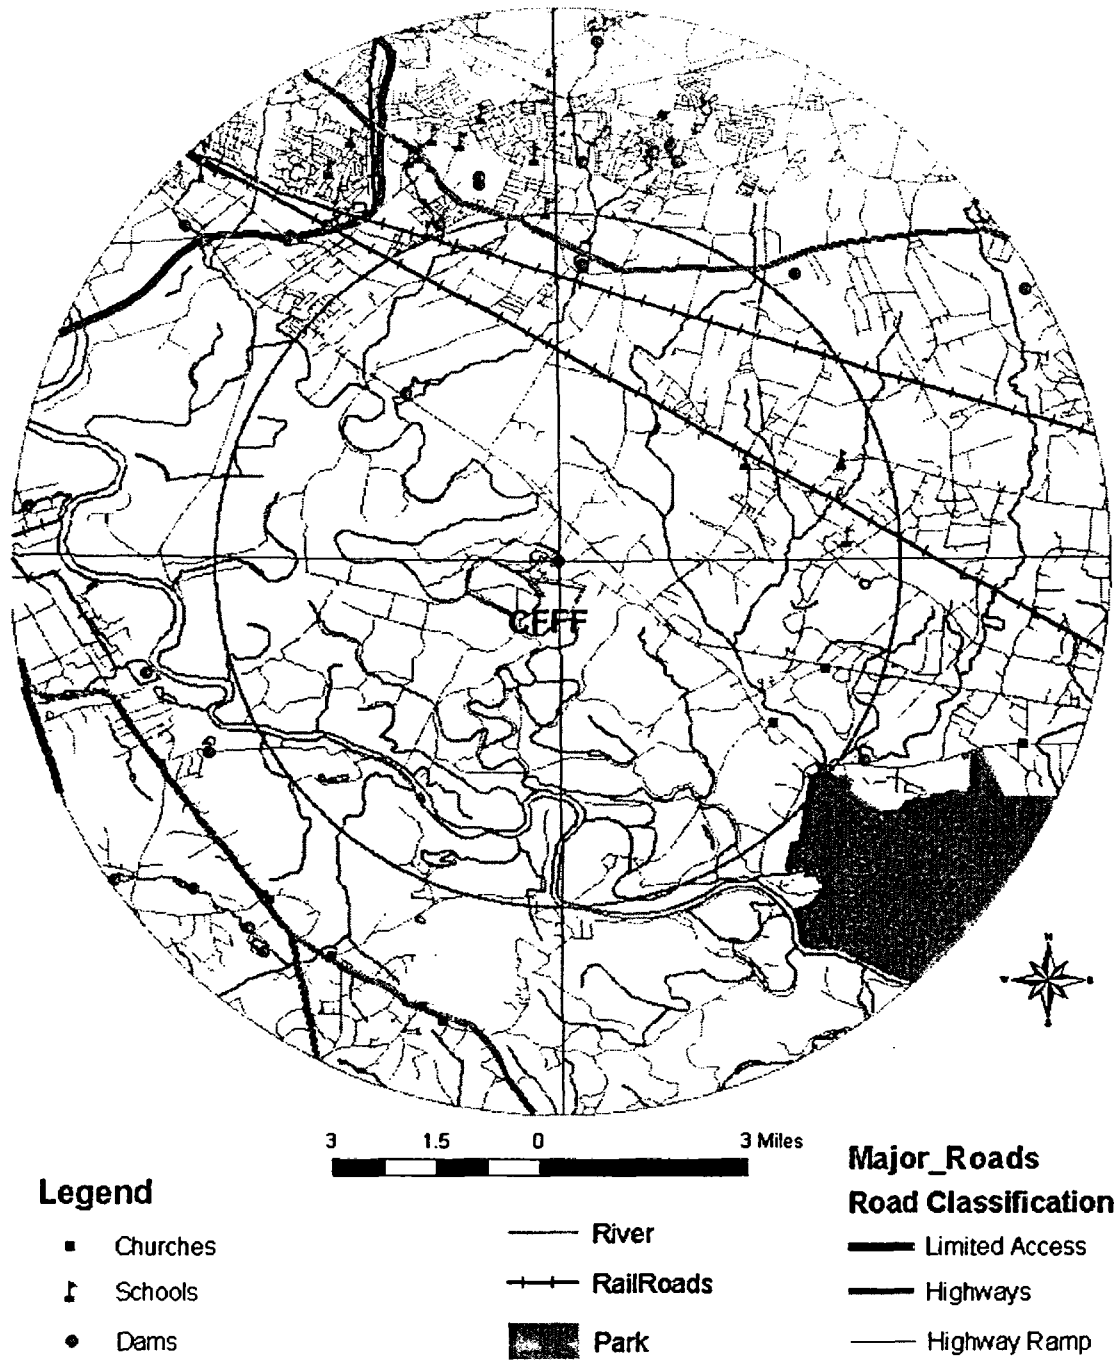 CFFF
N
W
E
S
3 1.5 0 3 Miles
Legend
Churches
Schools
Dams
River
RailRoads
Park
Major_Roads
Road Classification
Limited Access
Highways
Highway Ramp